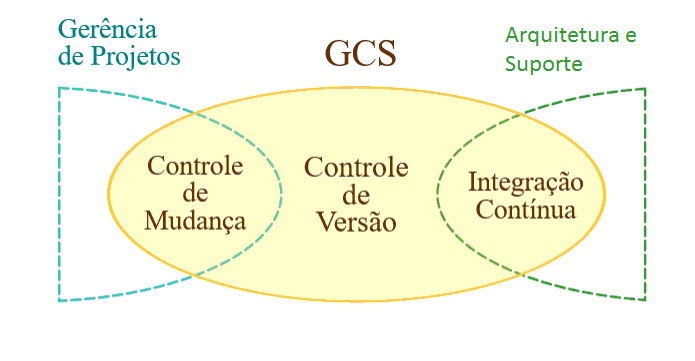 Gerência
de Projetos
GCS
Arquitetura e
Suporte
Controle
de
Mudança
Controle
de
Versão
Integração
Contínua